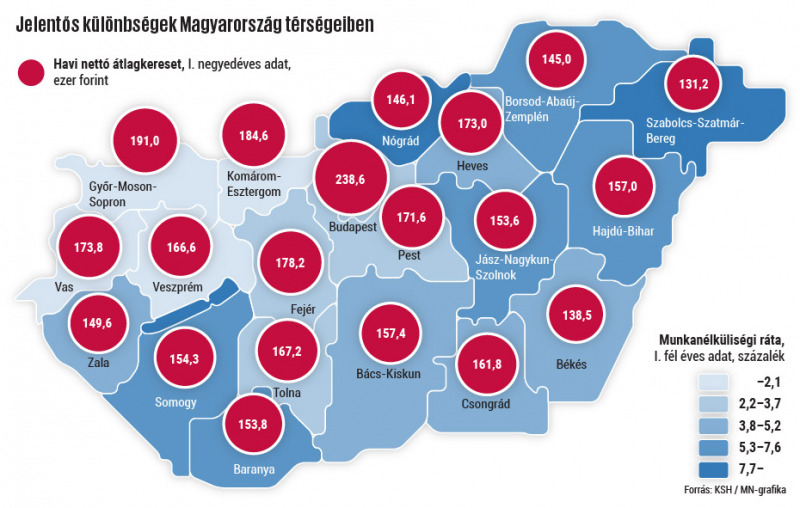 Jelentős különbségek Magyarország térségeiben
Havi nettó átlagkereset, I. negyedéves adat,
ezer forint
145,0
Borsod-Abaúj-
Zemplén
131,2
Szabolcs-Szatmár-
Bereg
146,1
Nógrád
173,0
Heves
184,6
Komárom-
Esztergom
191,0
Győr-Moson-
Sopron
238,6
Budapest
171,6
Pest
153,6
Jász-Nagykun-
Szolnok
157,0
Hajdú-Bihar
173,8
Vas
166,6
Veszprém
178,2
Fejér
149,6
Zala
154,3
Somogy
167,2
Tolna
157,4
Bács-Kiskun
161,8
Csongrád
138,5
Békés
153,8
Baranya
Munkanélküliségi ráta,
I. fél éves adat, százalék
–2,1
2,2–3,7
3,8–5,2
5,3–7,6
7,7–
Forrás: KSH / MN-grafika